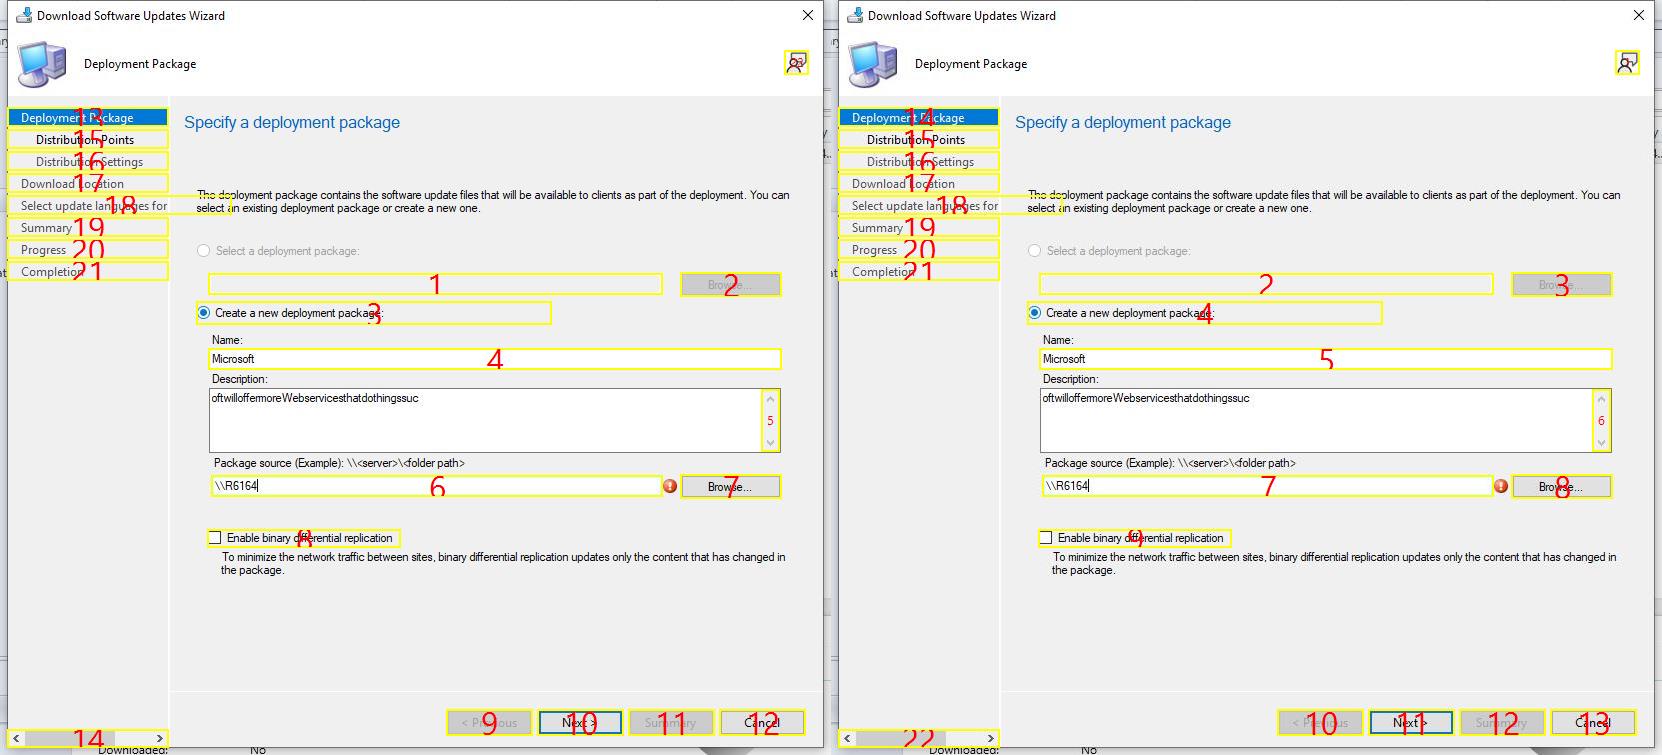 Download Software Updates Wizard
Deployment Package
3
13
Deployment Package
15
Distribution Points
16
Distribution Settings
17
Download Location
18
Select update languages for
19
Summary
20
Progress
21
Completion
14
Specify a deployment package
The deployment package contains the software update files that will be available to clients as part of the deployment. You can
select an existing deployment package or create a new one.
Select a deployment package:
1
2
Browse...
3
Create a new deployment package:
Name:
4
Microsoft
Description:
oftwilloffermoreWebservicesthatdothingssuc
5
Package source (Example): \\<server>\<folder path>
\\R6164
6
7
Browse...
8
Enable binary differential replication
To minimize the network traffic between sites, binary differential replication updates only the content that has changed in
the package.
9
< Previous
10
Next >
11
Summary
12
Cancel
Downloaded:
No
Download Software Updates Wizard
Deployment Package
1
14
Deployment Package
15
Distribution Points
16
Distribution Settings
17
Download Location
18
Select update languages for
19
Summary
20
Progress
21
Completion
22
Specify a deployment package
The deployment package contains the software update files that will be available to clients as part of the deployment. You can
select an existing deployment package or create a new one.
Select a deployment package:
2
3
Browse...
4
Create a new deployment package:
Name:
5
Microsoft
Description:
oftwilloffermoreWebservicesthatdothingssuc
6
Package source (Example): \\<server>\<folder path>
\\R6164
7
8
Browse...
9
Enable binary differential replication
To minimize the network traffic between sites, binary differential replication updates only the content that has changed in
the package.
10
< Previous
11
Next >
12
Summary
13
Cancel
Downloaded:
No